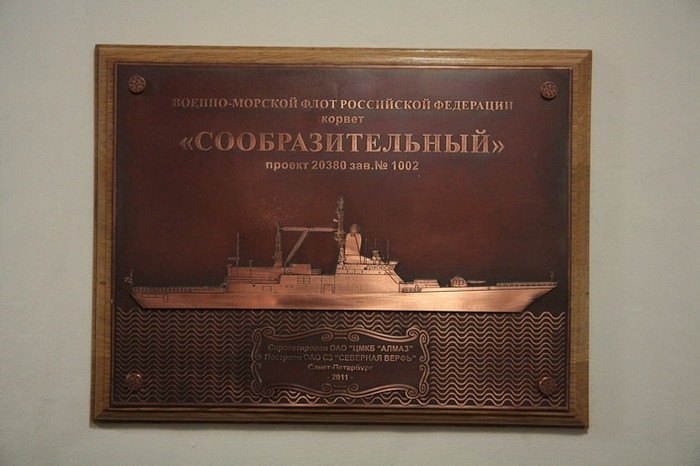 ВОЕННО-МОРСКОЙ ФЛОТ РОССИЙСКОЙ ФЕДЕРАЦИИ
корвет
«СООБРАЗИТЕЛЬНЫЙ»
проект 20380 зав.№ 1002
Спроектирован ОАО "ЦМКБ "АЛМАЗ"
Построен ОАО СЗ "СЕВЕРНАЯ ВЕРФЬ"
Санкт-Петербург
- 2011 -